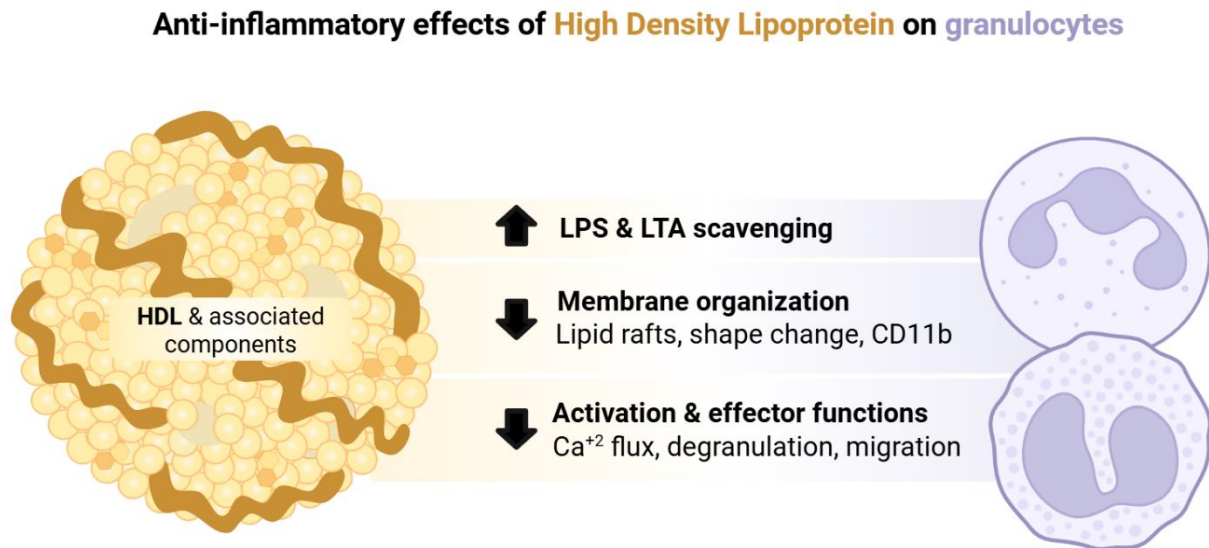 Anti-inflammatory effects of High Density Lipoprotein on granulocytes
LPS & LTA scavenging
HDL & associated
components
Membrane organization
Lipid rafts, shape change, CD11b
Activation & effector functions
Ca⁺² flux, degranulation, migration